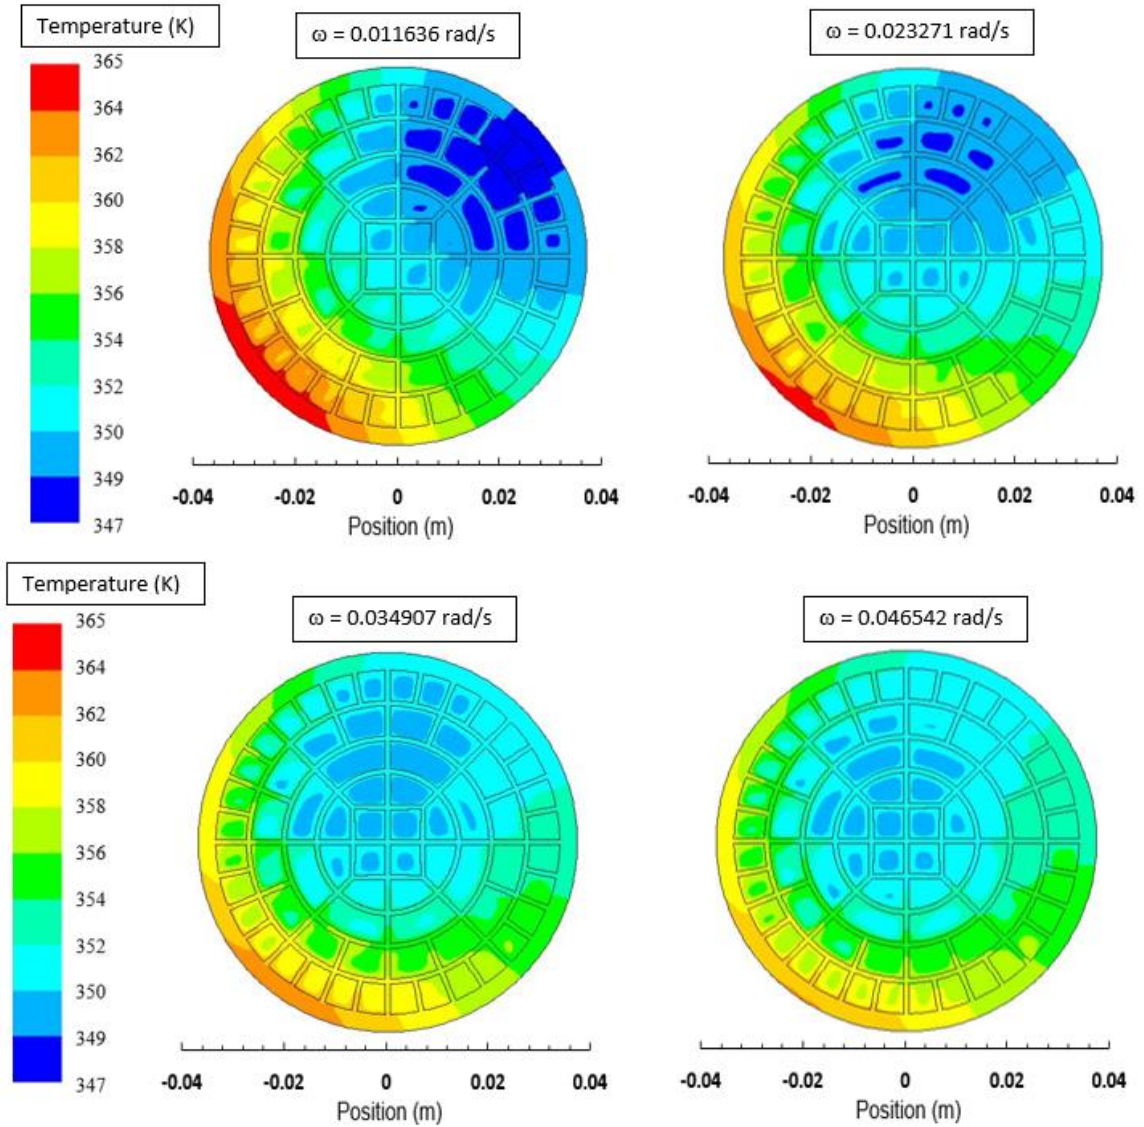 Temperature (K)
ω = 0.011636 rad/s
ω = 0.023271 rad/s
365
364
362
360
358
356
354
352
350
349
347
-0.04 -0.02 0 0.02 0.04
Position (m)
-0.04 -0.02 0 0.02 0.04
Position (m)
Temperature (K)
ω = 0.034907 rad/s
ω = 0.046542 rad/s
365
364
362
360
358
356
354
352
350
349
347
-0.04 -0.02 0 0.02 0.04
Position (m)
-0.04 -0.02 0 0.02 0.04
Position (m)